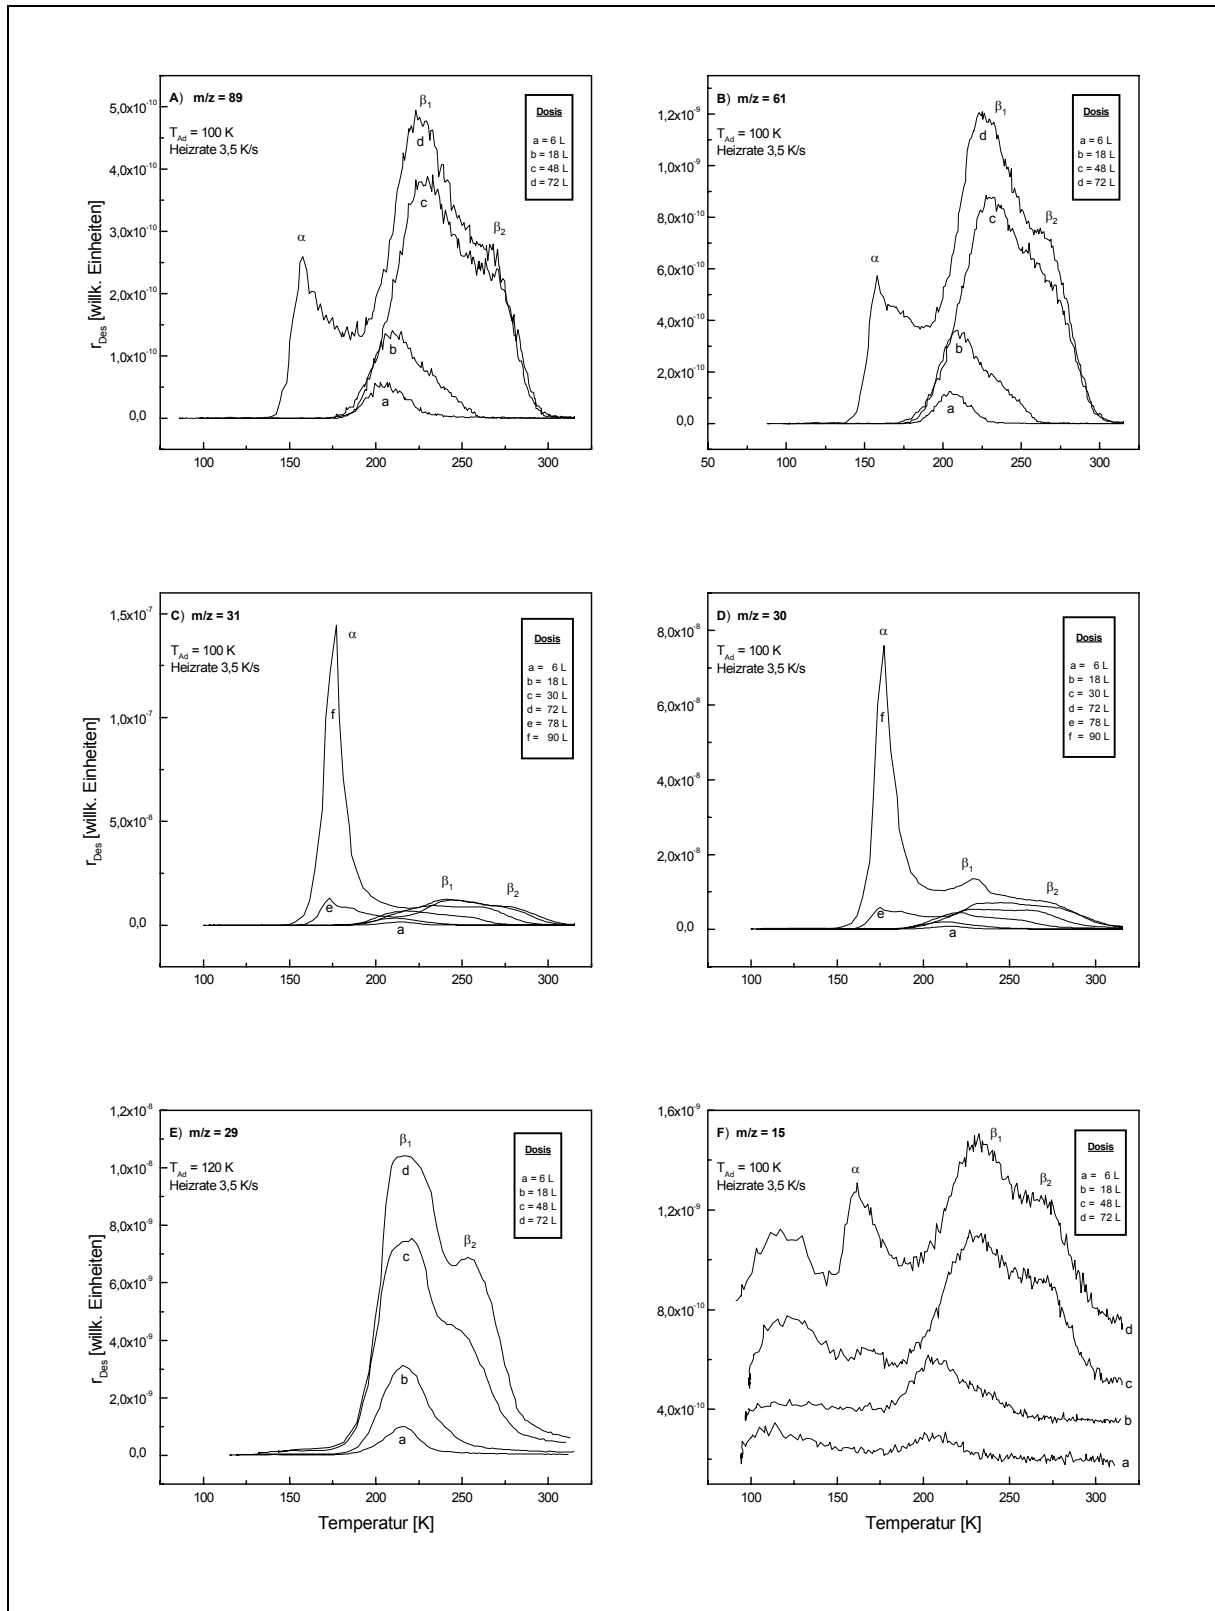 A) m/z = 89
T_Ad = 100 K
Heizrate 3,5 K/s
Dosis
a = 6 L
b = 18 L
c = 48 L
d = 72 L
α
β₁
β₂
d
c
b
a
r_Des [willk. Einheiten]
5,0x10⁻¹⁰
4,0x10⁻¹⁰
3,0x10⁻¹⁰
2,0x10⁻¹⁰
1,0x10⁻¹⁰
0,0
100 150 200 250 300
B) m/z = 61
T_Ad = 100 K
Heizrate 3,5 K/s
Dosis
a = 6 L
b = 18 L
c = 48 L
d = 72 L
α
β₁
β₂
d
c
b
a
1,2x10⁻⁹
1,0x10⁻⁹
8,0x10⁻¹⁰
6,0x10⁻¹⁰
4,0x10⁻¹⁰
2,0x10⁻¹⁰
0,0
50 100 150 200 250 300
C) m/z = 31
T_Ad = 100 K
Heizrate 3,5 K/s
Dosis
a = 6 L
b = 18 L
c = 30 L
d = 72 L
e = 78 L
f = 90 L
α
f
e
β₁
β₂
a
r_Des [willk. Einheiten]
1,5x10⁻⁷
1,0x10⁻⁷
5,0x10⁻⁸
0,0
100 150 200 250 300
D) m/z = 30
T_Ad = 100 K
Heizrate 3,5 K/s
Dosis
a = 6 L
b = 18 L
c = 30 L
d = 72 L
e = 78 L
f = 90 L
α
f
e
β₁
β₂
a
8,0x10⁻⁸
6,0x10⁻⁸
4,0x10⁻⁸
2,0x10⁻⁸
0,0
100 150 200 250 300
E) m/z = 29
T_Ad = 120 K
Heizrate 3,5 K/s
Dosis
a = 6 L
b = 18 L
c = 48 L
d = 72 L
β₁
β₂
d
c
b
a
r_Des [willk. Einheiten]
1,2x10⁻⁸
1,0x10⁻⁸
8,0x10⁻⁹
6,0x10⁻⁹
4,0x10⁻⁹
2,0x10⁻⁹
0,0
100 150 200 250 300
Temperatur [K]
F) m/z = 15
T_Ad = 100 K
Heizrate 3,5 K/s
Dosis
a = 6 L
b = 18 L
c = 48 L
d = 72 L
α
β₁
β₂
d
c
b
a
1,6x10⁻⁹
1,2x10⁻⁹
8,0x10⁻¹⁰
4,0x10⁻¹⁰
100 150 200 250 300
Temperatur [K]